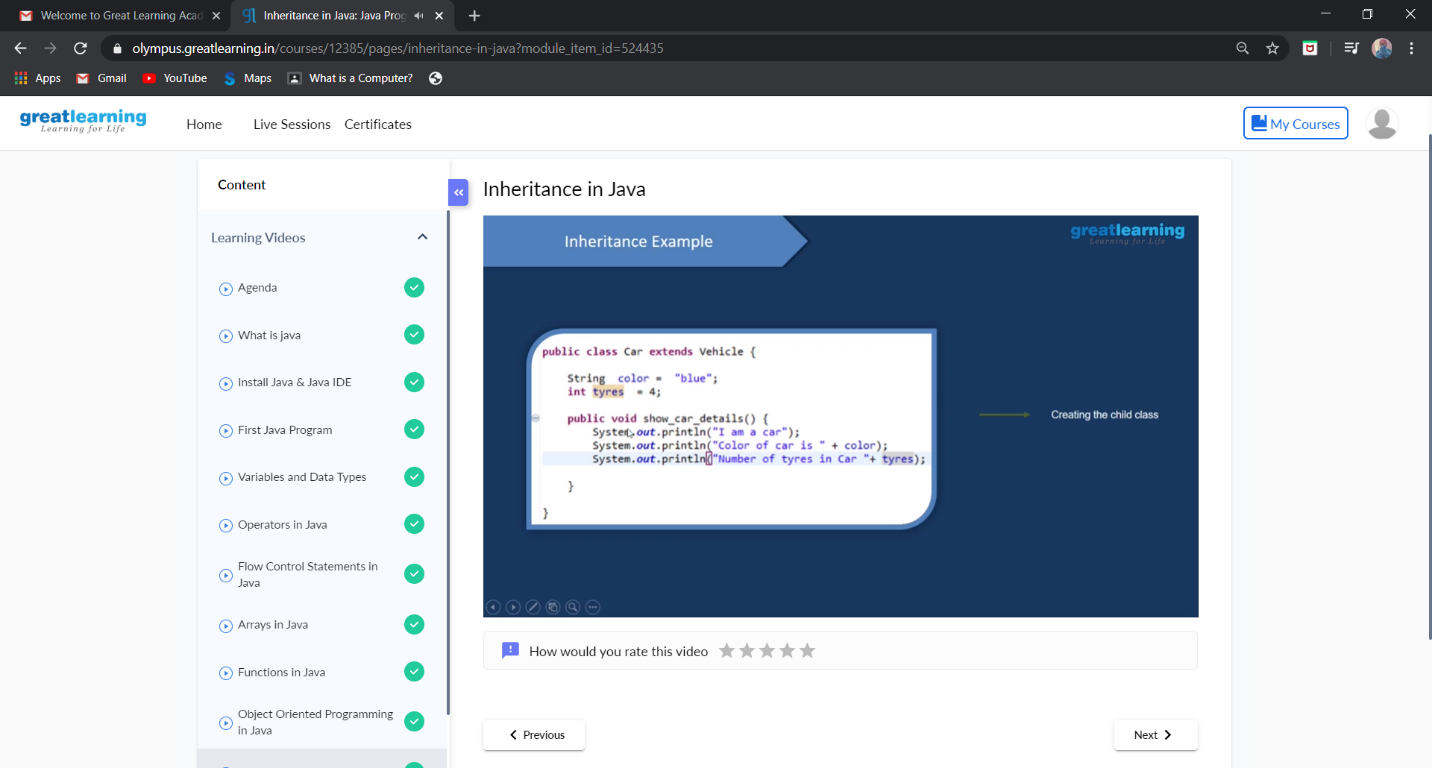 Welcome to Great Learning Acad
Inheritance in Java: Java Prog
olympus.greatlearning.in/courses/12385/pages/inheritance-in-java?module_item_id=524435
Apps Gmail YouTube Maps What is a Computer?
greatlearning
Learning for Life
Home Live Sessions Certificates
My Courses
Content
Learning Videos
Agenda
What is java
Install Java & Java IDE
First Java Program
Variables and Data Types
Operators in Java
Flow Control Statements in
Java
Arrays in Java
Functions in Java
Object Oriented Programming
in Java
Inheritance in Java
Inheritance Example
greatlearning
Learning for Life
public class Car extends Vehicle {
String color = "blue";
int tyres = 4;
public void show_car_details() {
System.out.println("I am a car");
System.out.println("Color of car is " + color);
System.out.println("Number of tyres in Car "+ tyres);
}
}
Creating the child class
How would you rate this video
Previous
Next